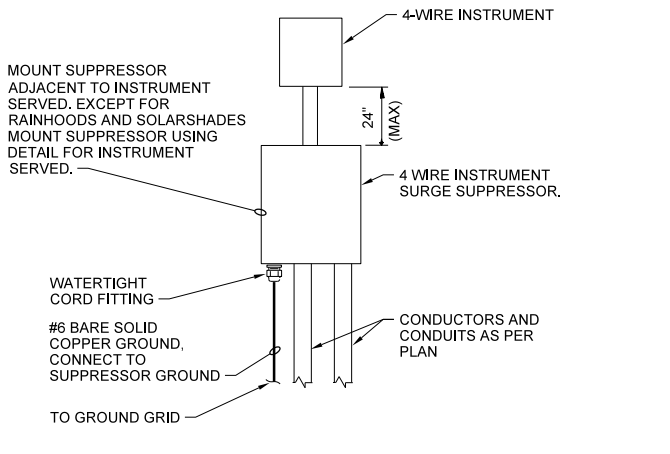 4-WIRE INSTRUMENT
MOUNT SUPPRESSOR
ADJACENT TO INSTRUMENT
SERVED. EXCEPT FOR
RAINHOODS AND SOLARSHADES
MOUNT SUPPRESSOR USING
DETAIL FOR INSTRUMENT
SERVED.
24"
(MAX)
4 WIRE INSTRUMENT
SURGE SUPPRESSOR.
WATERTIGHT
CORD FITTING
#6 BARE SOLID
COPPER GROUND,
CONNECT TO
SUPPRESSOR GROUND
CONDUCTORS AND
CONDUITS AS PER
PLAN
TO GROUND GRID